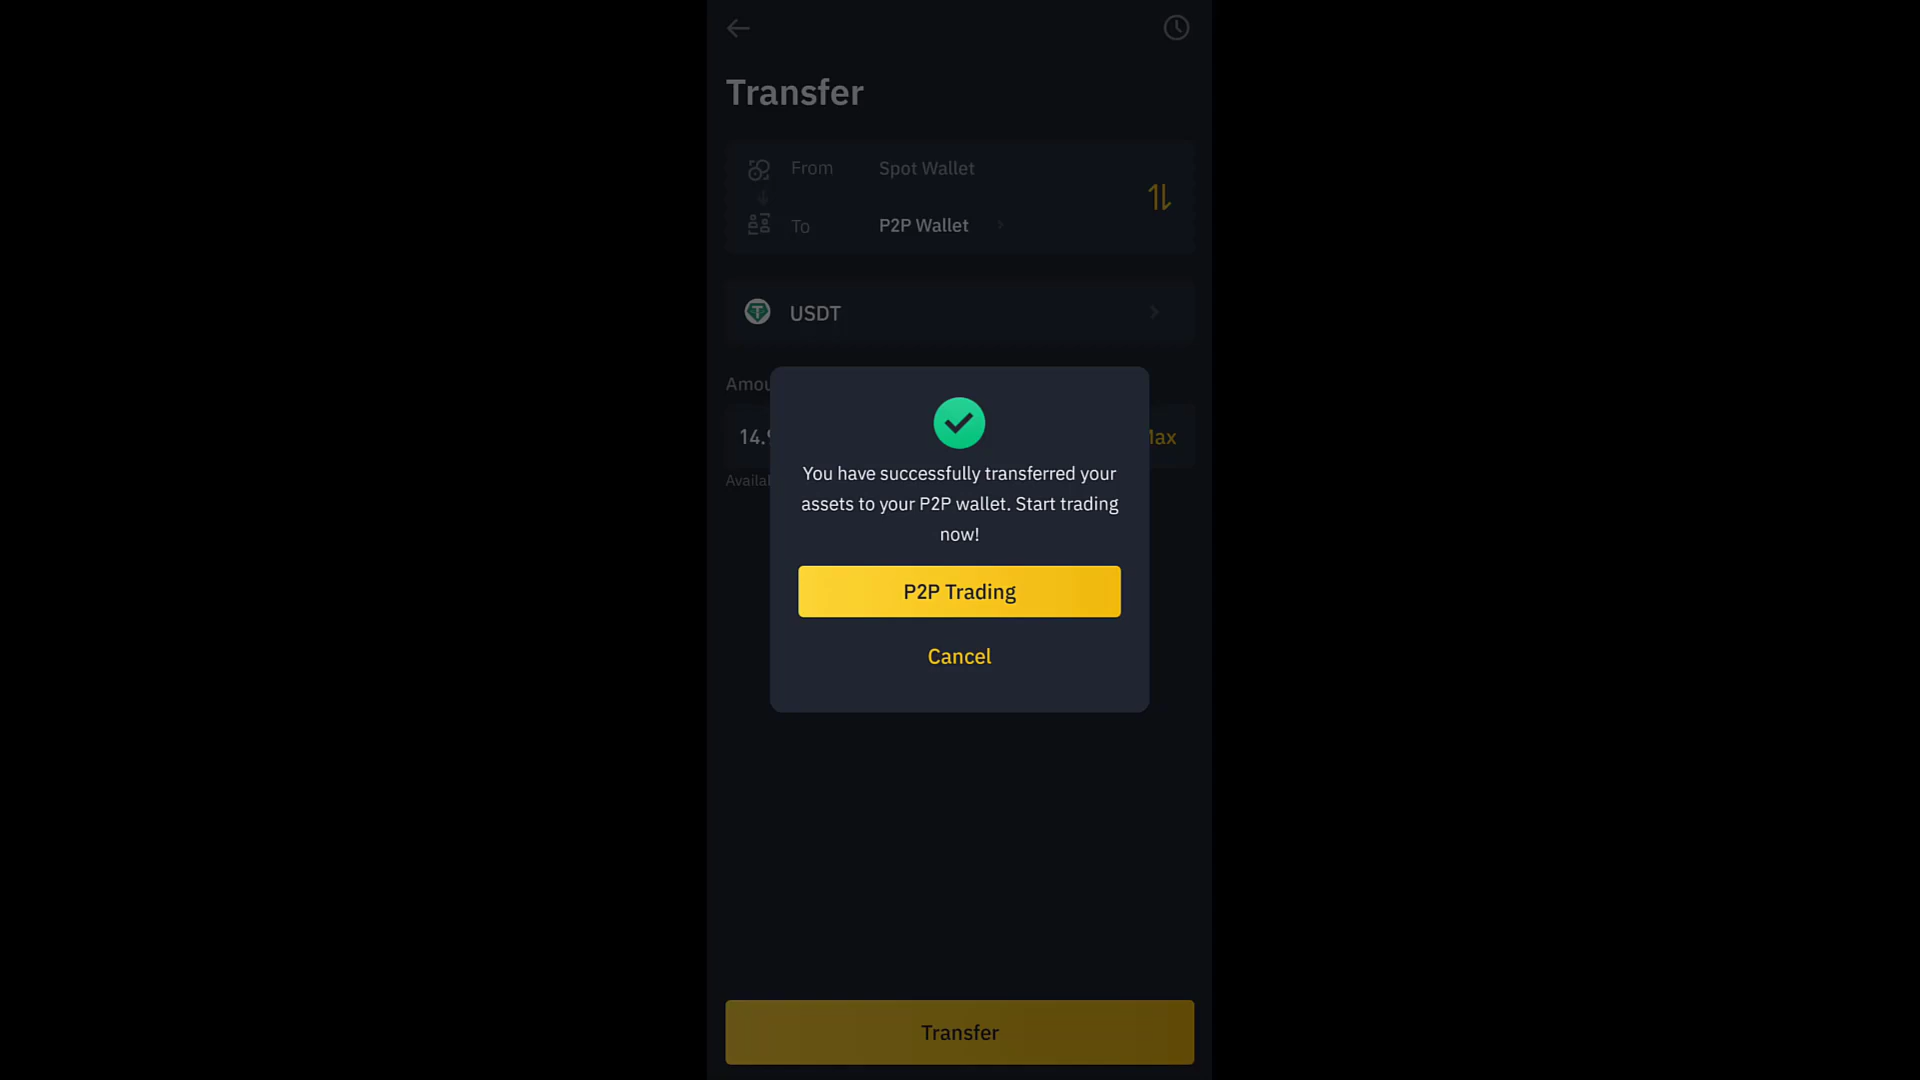 Transfer
From Spot Wallet
To P2P Wallet
USDT
You have successfully transferred your
assets to your P2P wallet. Start trading
now!
P2P Trading
Cancel
Transfer